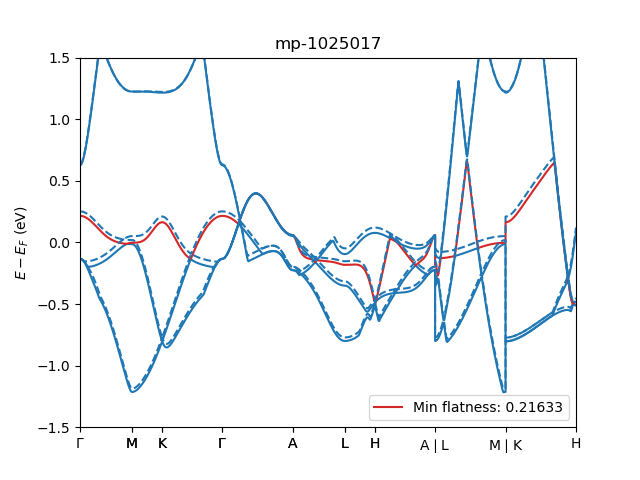 mp-1025017
E − E_F (eV)
1.5
1.0
0.5
0.0
−0.5
−1.0
−1.5
Min flatness: 0.21633
Γ M K Γ A L H A | L M | K H